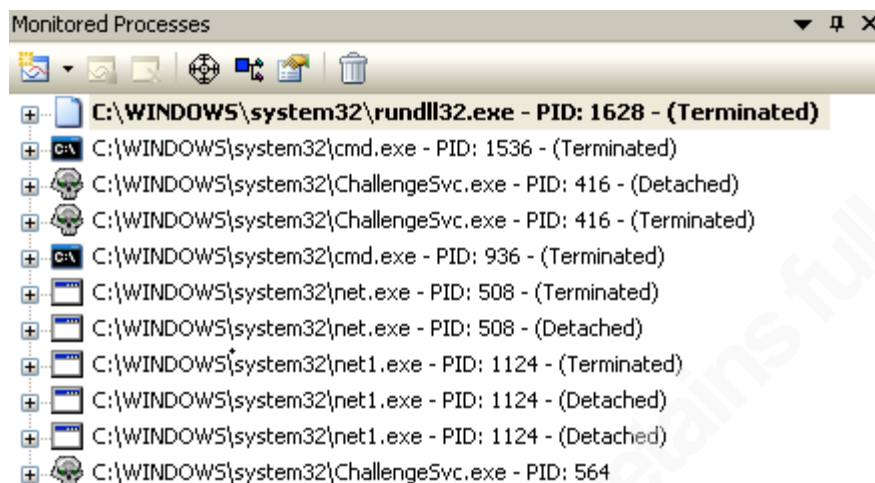 Monitored Processes
C:\WINDOWS\system32\rundll32.exe - PID: 1628 - (Terminated)
C:\WINDOWS\system32\cmd.exe - PID: 1536 - (Terminated)
C:\WINDOWS\system32\ChallengeSvc.exe - PID: 416 - (Detached)
C:\WINDOWS\system32\ChallengeSvc.exe - PID: 416 - (Terminated)
C:\WINDOWS\system32\cmd.exe - PID: 936 - (Terminated)
C:\WINDOWS\system32\net.exe - PID: 508 - (Terminated)
C:\WINDOWS\system32\net.exe - PID: 508 - (Detached)
C:\WINDOWS\system32\net1.exe - PID: 1124 - (Terminated)
C:\WINDOWS\system32\net1.exe - PID: 1124 - (Detached)
C:\WINDOWS\system32\net1.exe - PID: 1124 - (Detached)
C:\WINDOWS\system32\ChallengeSvc.exe - PID: 564